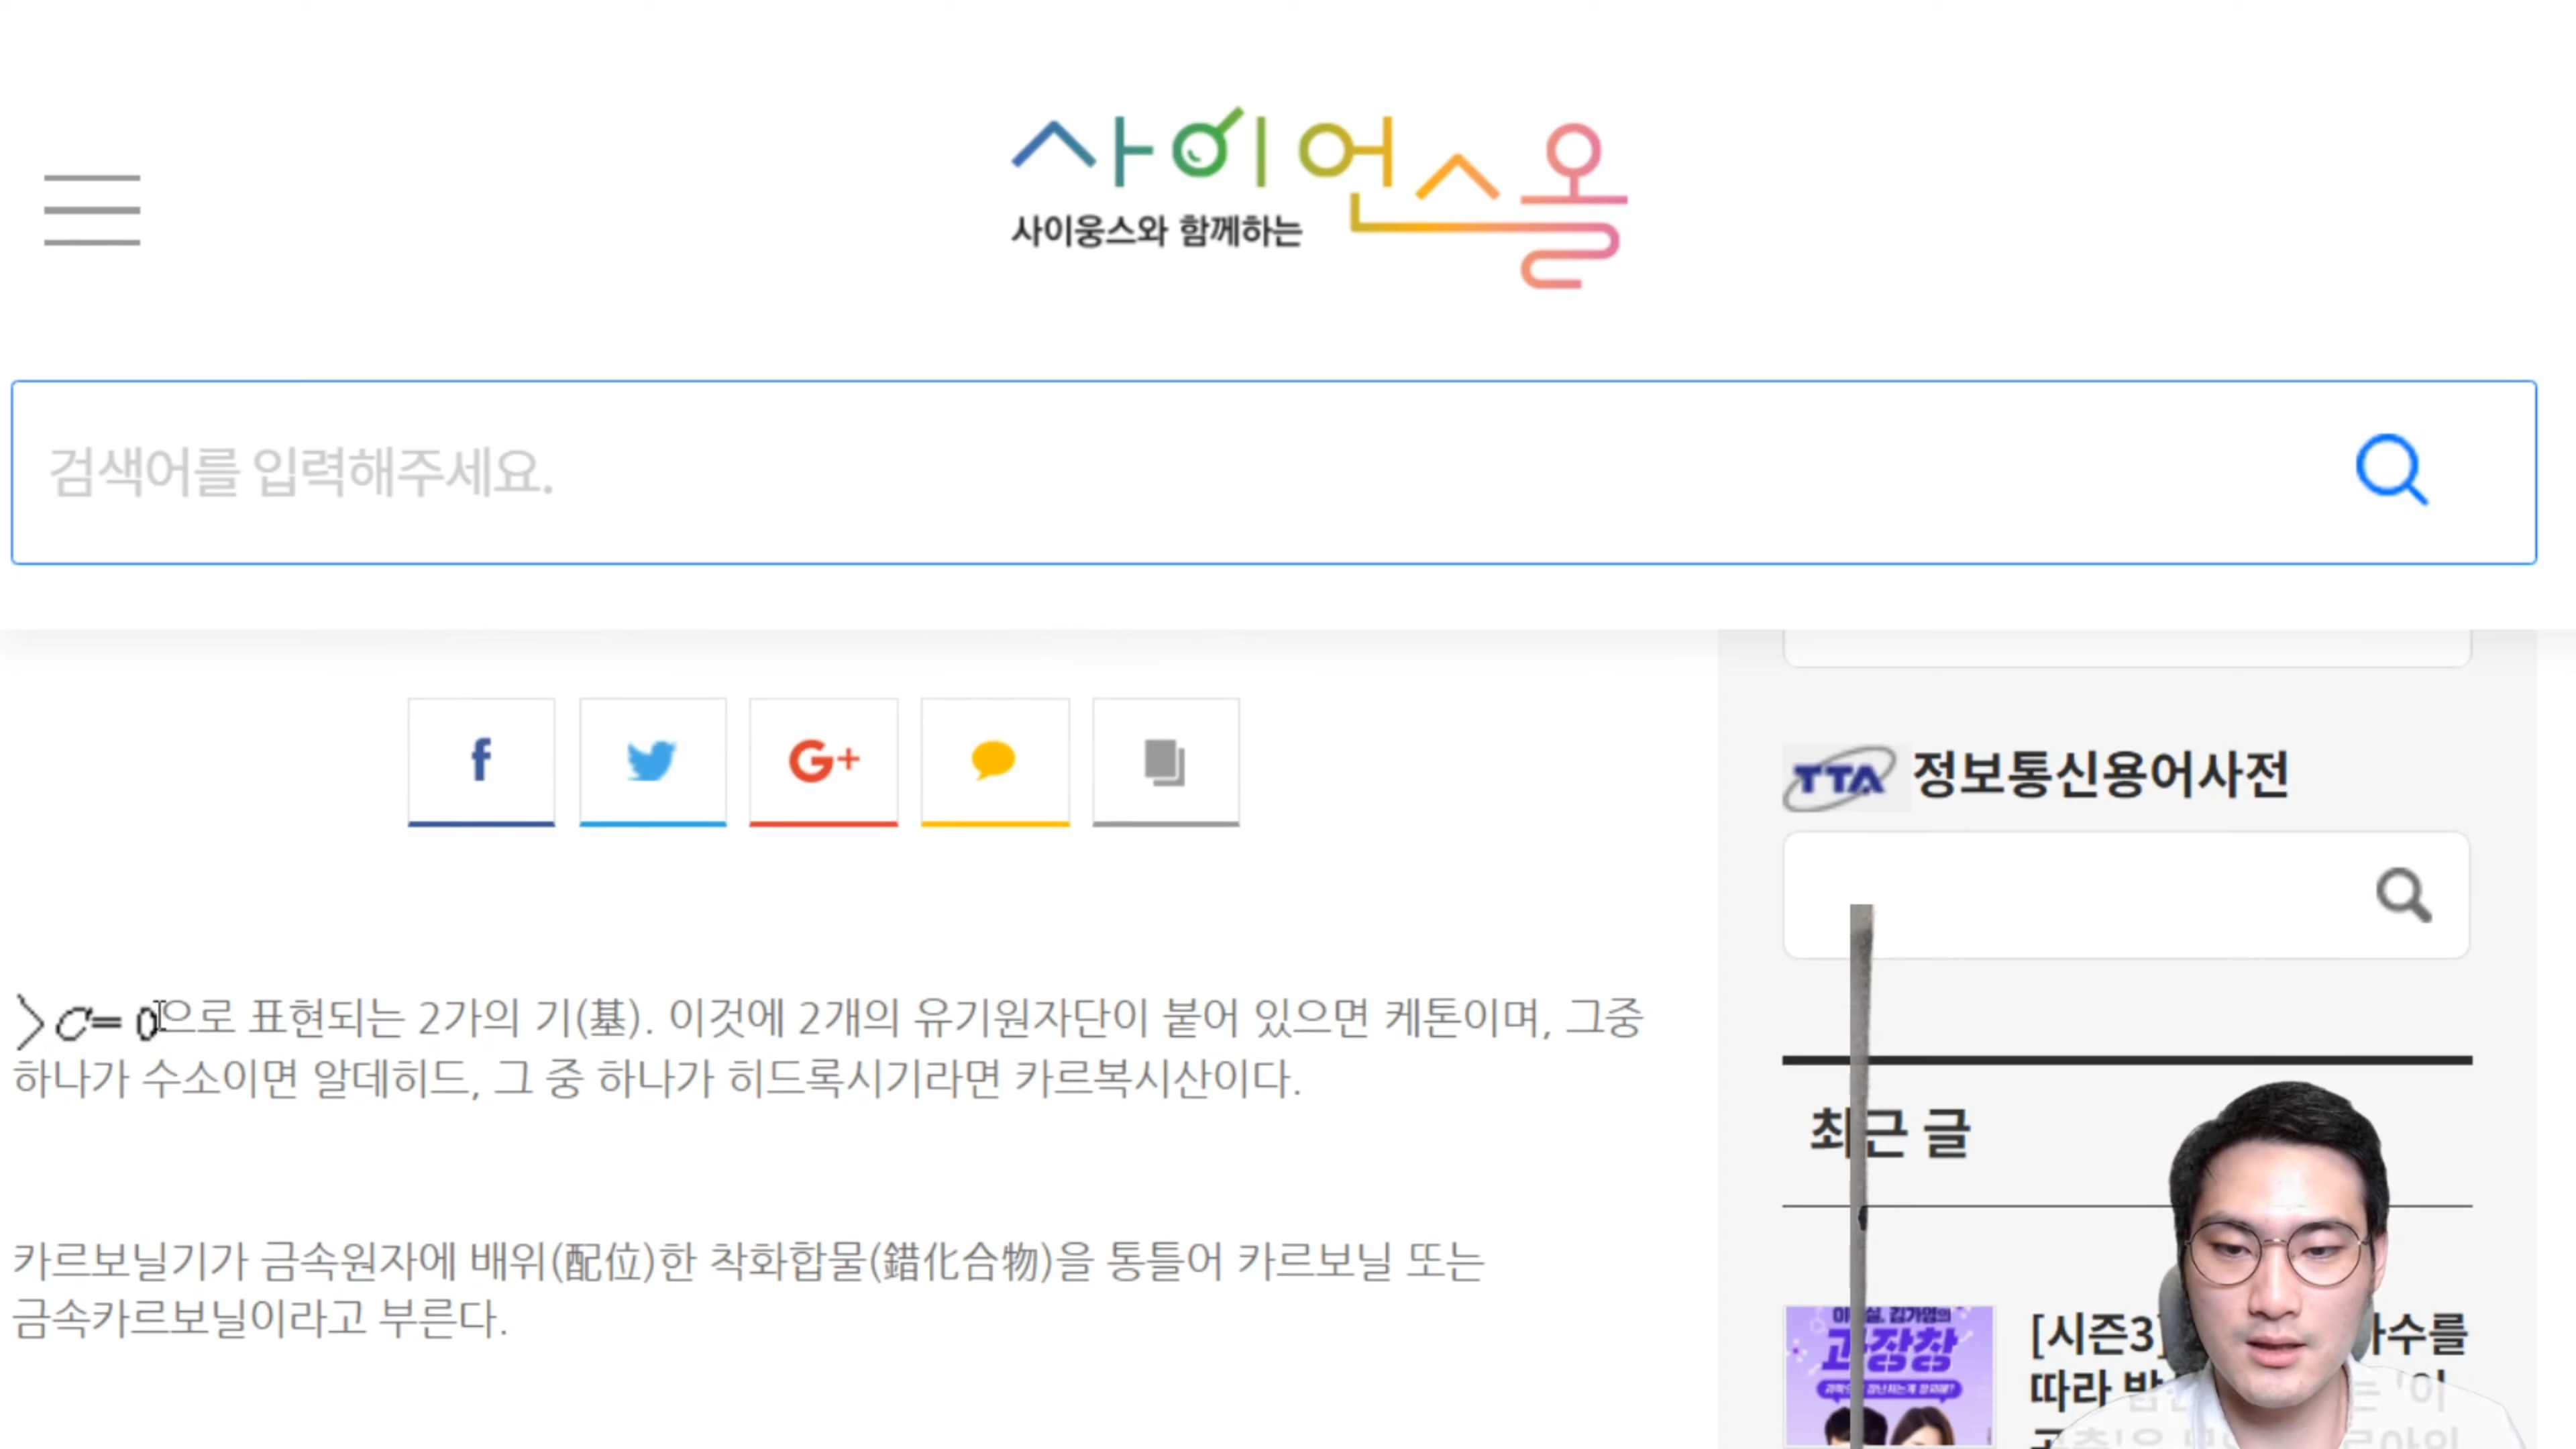 사이언스올
사이웅스와 함께하는
검색어를 입력해주세요.
f
G+
TTA 정보통신용어사전
>C=0으로 표현되는 2가의 기(基). 이것에 2개의 유기원자단이 붙어 있으면 케톤이며, 그중
하나가 수소이면 알데히드, 그 중 하나가 히드록시기라면 카르복시산이다.
카르보닐기가 금속원자에 배위(配位)한 착화합물(錯化合物)을 통틀어 카르보닐 또는
금속카르보닐이라고 부른다.
최근 글
과장창
[시즌3]
따라